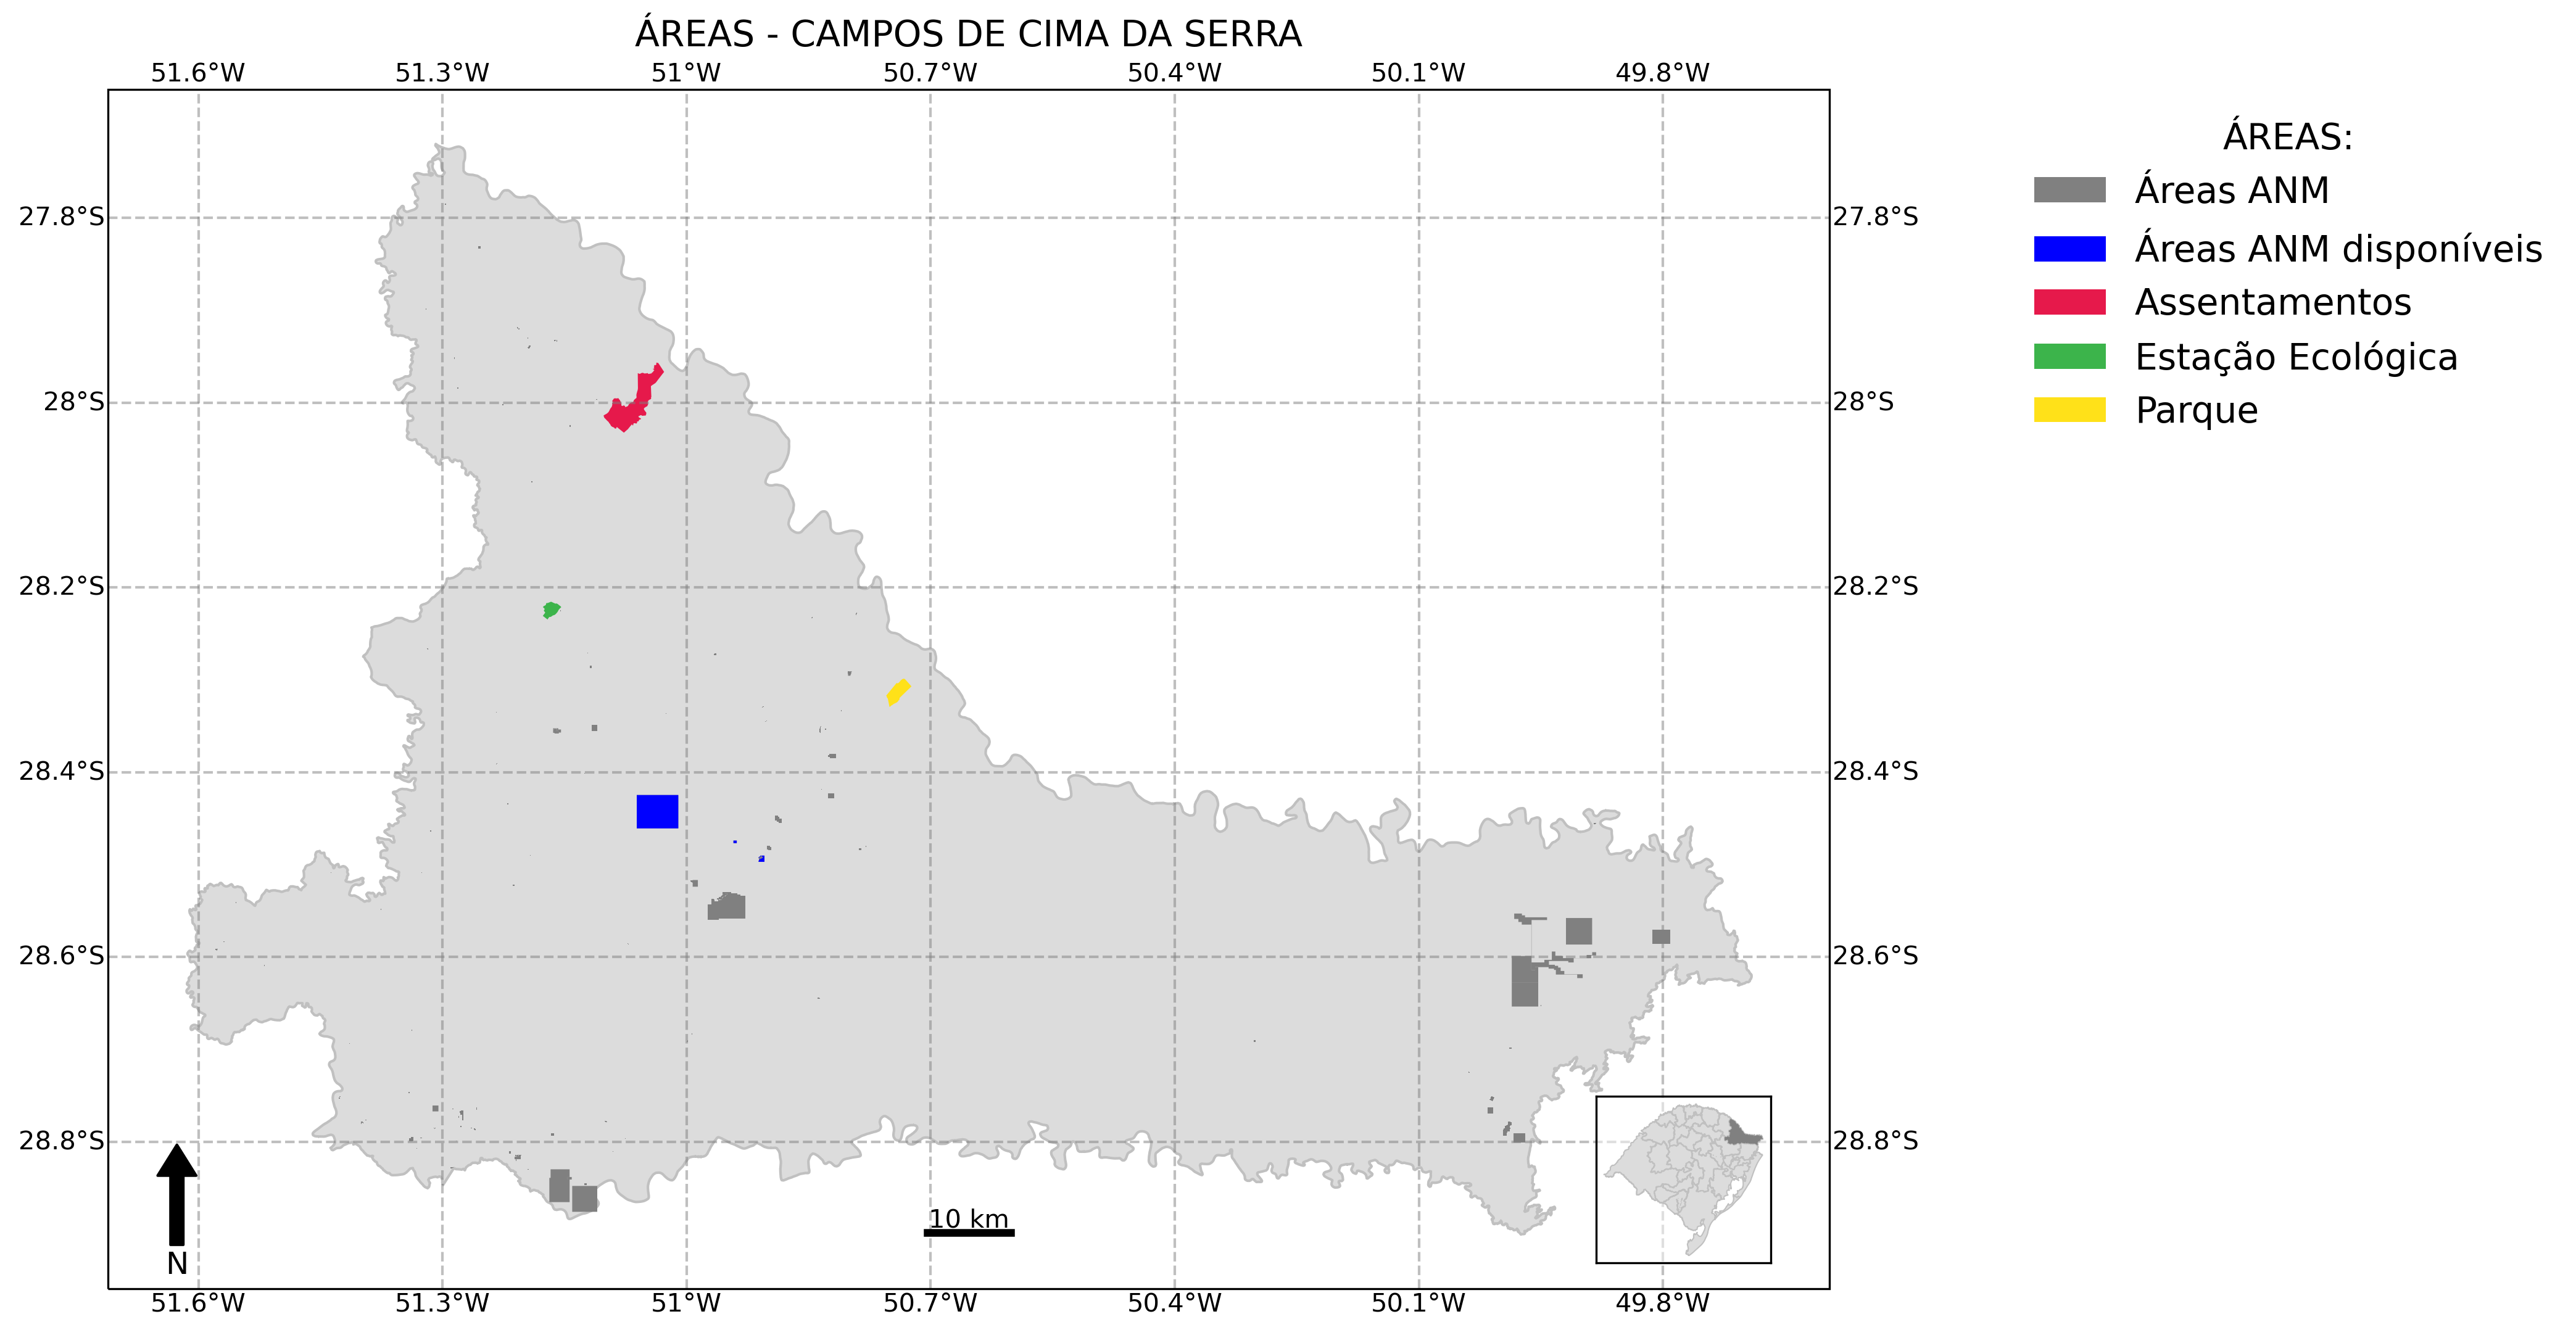 ÁREAS - CAMPOS DE CIMA DA SERRA
51.6°W 51.3°W 51°W 50.7°W 50.4°W 50.1°W 49.8°W
ÁREAS:
Áreas ANM
Áreas ANM disponíveis
Assentamentos
Estação Ecológica
Parque
27.8°S 27.8°S
28°S 28°S
28.2°S 28.2°S
28.4°S 28.4°S
28.6°S 28.6°S
28.8°S 28.8°S
10 km
N
51.6°W 51.3°W 51°W 50.7°W 50.4°W 50.1°W 49.8°W